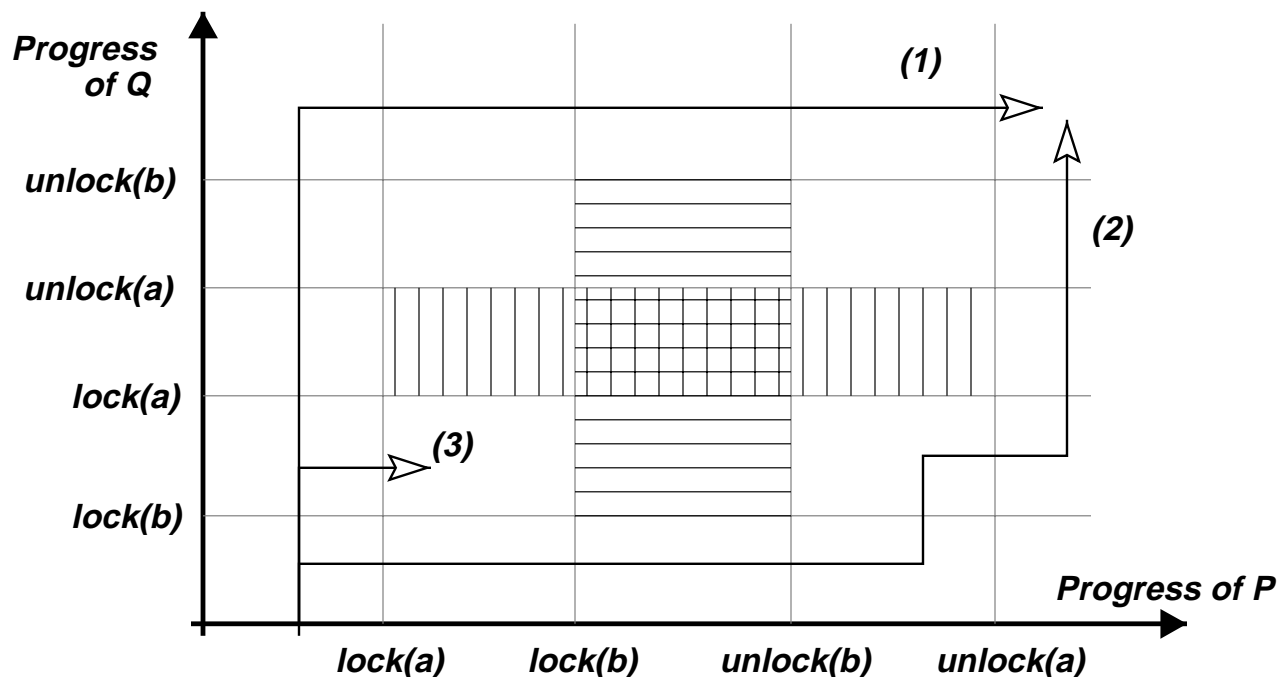 Progress
of Q
(1)
unlock(b)
(2)
unlock(a)
lock(a)
(3)
lock(b)
Progress of P
lock(a) lock(b) unlock(b) unlock(a)